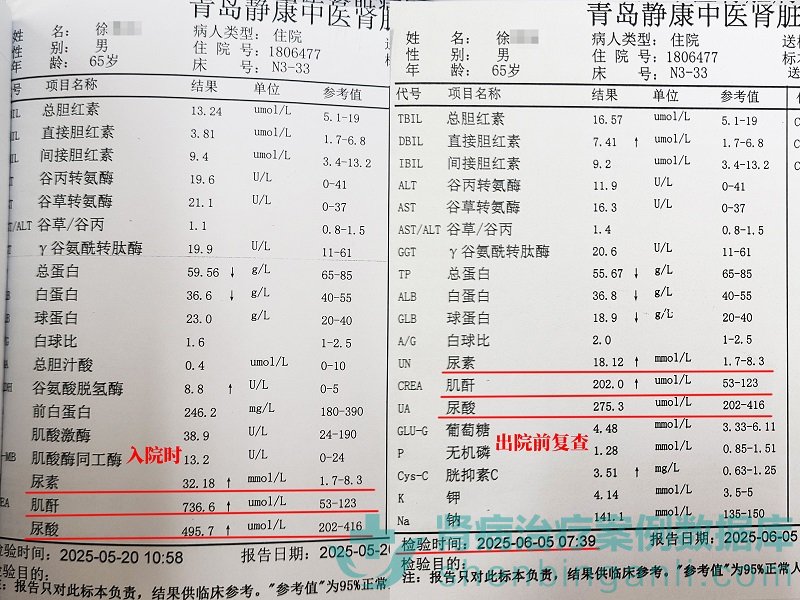 青岛静康中医肾脏病
姓 名: 徐
性 别: 男
年 龄: 65岁
病人类型: 住院
住 院 号: 1806477
床 号: N3-33
号 项目名称 结果 单位 参考值
BIL 总胆红素 13.24 umol/L 5.1-19
BIL 直接胆红素 3.81 umol/L 1.7-6.8
BIL 间接胆红素 9.4 umol/L 3.4-13.2
T 谷丙转氨酶 19.6 U/L 0-41
T 谷草转氨酶 21.1 U/L 0-37
ST/ALT 谷草/谷丙 1.1 0.8-1.5
T γ谷氨酰转肽酶 19.9 U/L 11-61
总蛋白 59.56 ↓ g/L 65-85
LB 白蛋白 36.6 ↓ g/L 40-55
B 球蛋白 23.0 g/L 20-40
G 白球比 1.6 1-2.5
A 总胆汁酸 0.4 umol/L 0-10
DH 谷氨酸脱氢酶 8.8 ↑ U/L 0-5
前白蛋白 246.2 mg/L 180-390
肌酸激酶 38.9 U/L 24-190
-MB 肌酸酶同工酶 13.2 U/L 0-24
入院时
尿素 32.18 ↑ mmol/L 1.7-8.3
EA 肌酐 736.6 ↑ umol/L 53-123
尿酸 495.7 ↑ umol/L 202-416
检验时间: 2025-05-20 10:58 报告日期: 2025-05-20
检验目的:
注: 报告只对此标本负责，结果供临床参考。"参考值"为95%正常人
青岛静康中医肾脏
姓 名: 徐
性 别: 男
年 龄: 65岁
病人类型: 住院
住 院 号: 1806477
床 号: N3-33
送检
标本
代号 项目名称 结果 单位 参考值
TBIL 总胆红素 16.57 umol/L 5.1-19
DBIL 直接胆红素 7.41 ↑ umol/L 1.7-6.8
IBIL 间接胆红素 9.2 umol/L 3.4-13.2
ALT 谷丙转氨酶 11.9 U/L 0-41
AST 谷草转氨酶 16.3 U/L 0-37
AST/ALT 谷草/谷丙 1.4 0.8-1.5
GGT γ谷氨酰转肽酶 20.6 U/L 11-61
TP 总蛋白 55.67 ↓ g/L 65-85
ALB 白蛋白 36.8 ↓ g/L 40-55
GLB 球蛋白 18.9 ↓ g/L 20-40
A/G 白球比 2.0 1-2.5
UN 尿素 18.12 ↑ mmol/L 1.7-8.3
CREA 肌酐 202.0 ↑ umol/L 53-123
UA 尿酸 275.3 umol/L 202-416
GLU-G 葡萄糖 4.48 mmol/L 3.33-6.11
出院前复查
P 无机磷 1.28 mmol/L 0.85-1.51
Cys-C 胱抑素C 3.51 ↑ mg/L 0.63-1.25
K 钾 4.14 mmol/L 3.5-5
Na 钠 141.1 mmol/L 135-150
检验时间: 2025-06-05 07:39 报告日期: 2025-06-05
检验目的:
注: 报告只对此标本负责，结果供临床参考。"参考值"为95%正常人
肾病治疗案例数据库
shenbinganli.com